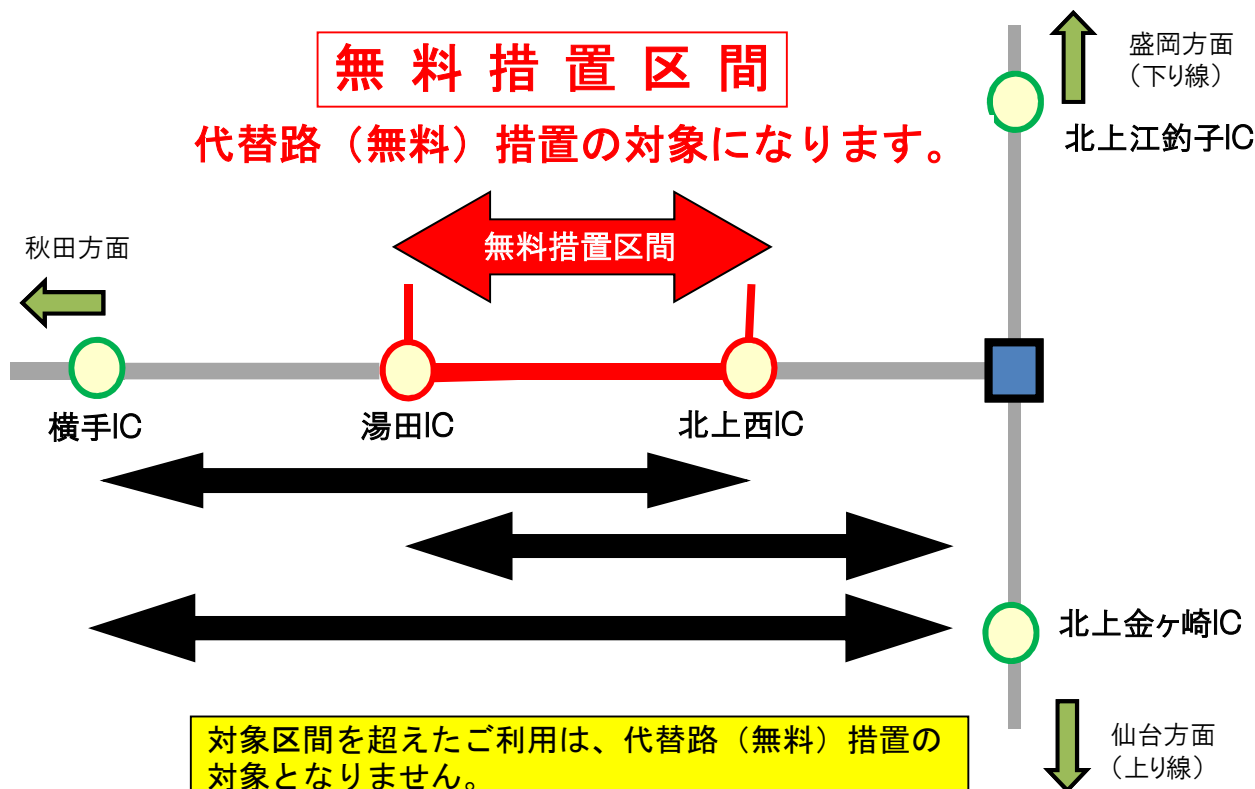 無料措置区間
代替路（無料）措置の対象になります。
盛岡方面
（下り線）
北上江釣子IC
無料措置区間
秋田方面
横手IC
湯田IC
北上西IC
北上金ヶ崎IC
対象区間を超えたご利用は、代替路（無料）措置の
対象となりません。
仙台方面
（上り線）